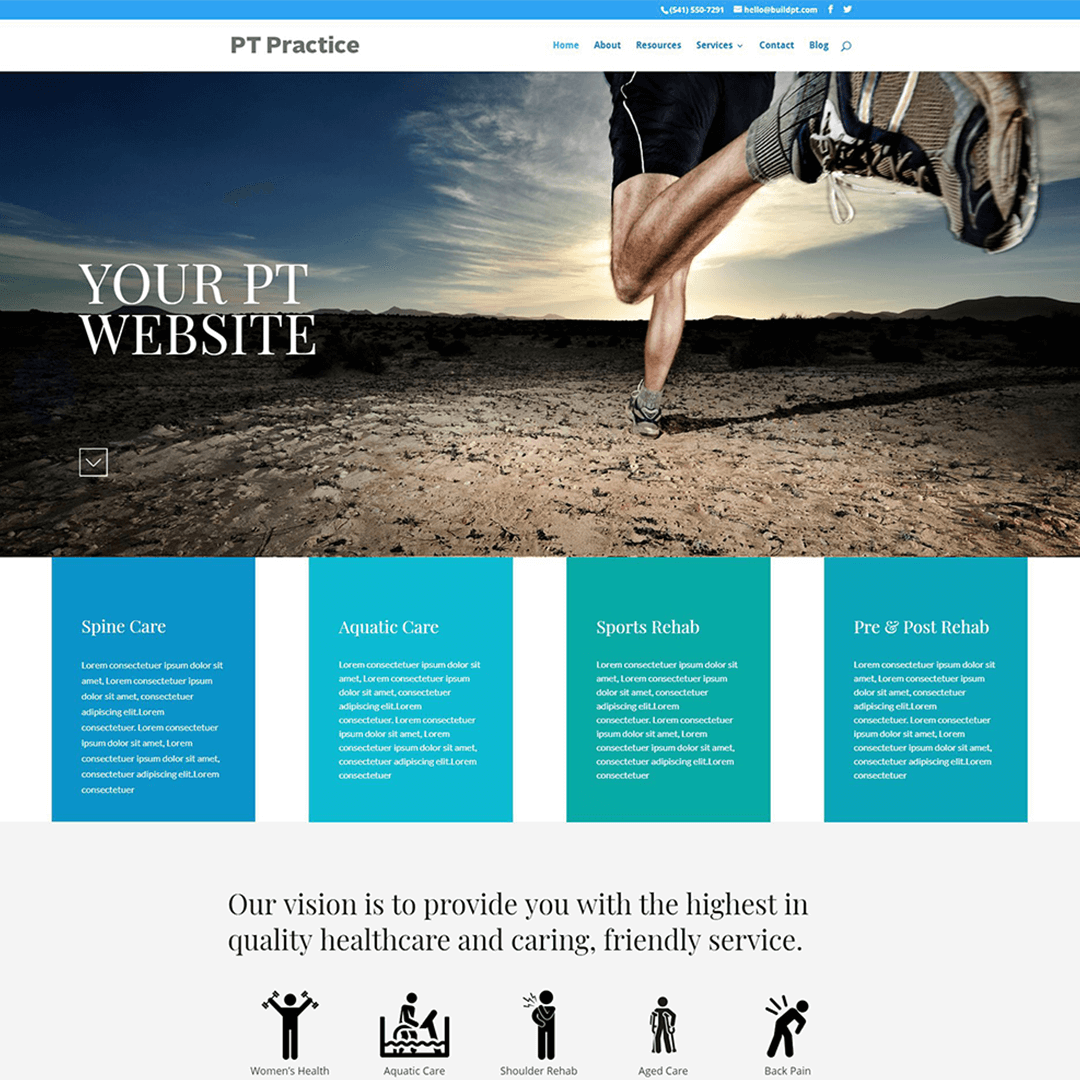 (541) 550-7291 hello@buildpt.com
PT Practice
Home About Resources Services Contact Blog
YOUR PT
WEBSITE
Spine Care
Lorem consectetuer ipsum dolor sit
amet, Lorem consectetuer ipsum
dolor sit amet, consectetuer
adipiscing elit.Lorem
consectetuer. Lorem consectetuer
ipsum dolor sit amet, Lorem
consectetuer ipsum dolor sit amet,
consectetuer adipiscing elit.Lorem
consectetuer
Aquatic Care
Lorem consectetuer ipsum dolor sit
amet, Lorem consectetuer ipsum
dolor sit amet, consectetuer
adipiscing elit.Lorem
consectetuer. Lorem consectetuer
ipsum dolor sit amet, Lorem
consectetuer ipsum dolor sit amet,
consectetuer adipiscing elit.Lorem
consectetuer
Sports Rehab
Lorem consectetuer ipsum dolor sit
amet, Lorem consectetuer ipsum
dolor sit amet, consectetuer
adipiscing elit.Lorem
consectetuer. Lorem consectetuer
ipsum dolor sit amet, Lorem
consectetuer ipsum dolor sit amet,
consectetuer adipiscing elit.Lorem
consectetuer
Pre & Post Rehab
Lorem consectetuer ipsum dolor sit
amet, Lorem consectetuer ipsum
dolor sit amet, consectetuer
adipiscing elit.Lorem
consectetuer. Lorem consectetuer
ipsum dolor sit amet, Lorem
consectetuer ipsum dolor sit amet,
consectetuer adipiscing elit.Lorem
consectetuer
Our vision is to provide you with the highest in
quality healthcare and caring, friendly service.
Women's Health Aquatic Care Shoulder Rehab Aged Care Back Pain